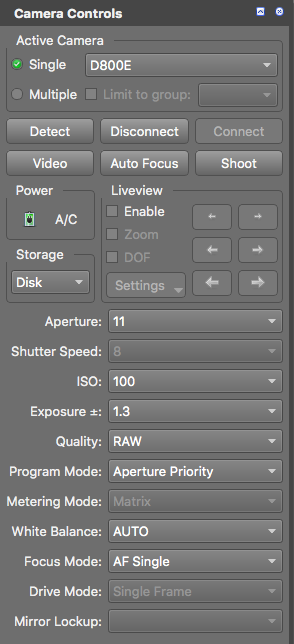 Camera Controls
Active Camera
Single D800E
Multiple Limit to group:
Detect Disconnect Connect
Video Auto Focus Shoot
Power Liveview
A/C Enable
Zoom
Storage DOF
Disk Settings
Aperture: 11
Shutter Speed: 8
ISO: 100
Exposure ±: 1.3
Quality: RAW
Program Mode: Aperture Priority
Metering Mode: Matrix
White Balance: AUTO
Focus Mode: AF Single
Drive Mode: Single Frame
Mirror Lockup: